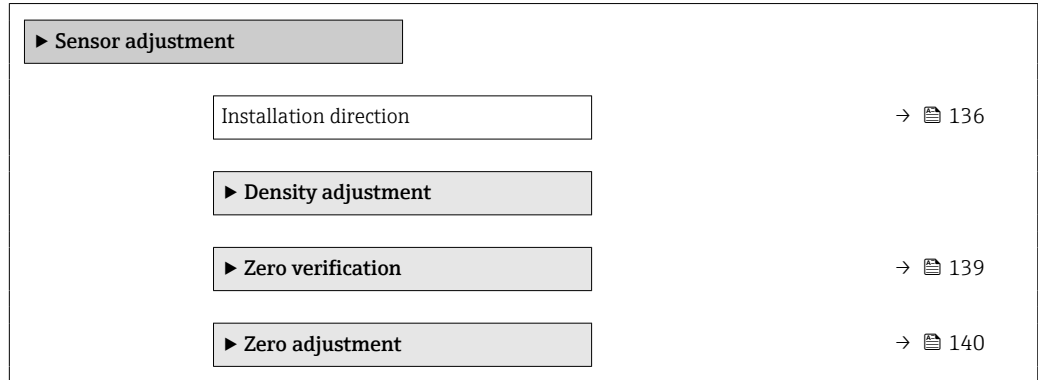 ▶ Sensor adjustment
Installation direction → 136
▶ Density adjustment
▶ Zero verification → 139
▶ Zero adjustment → 140